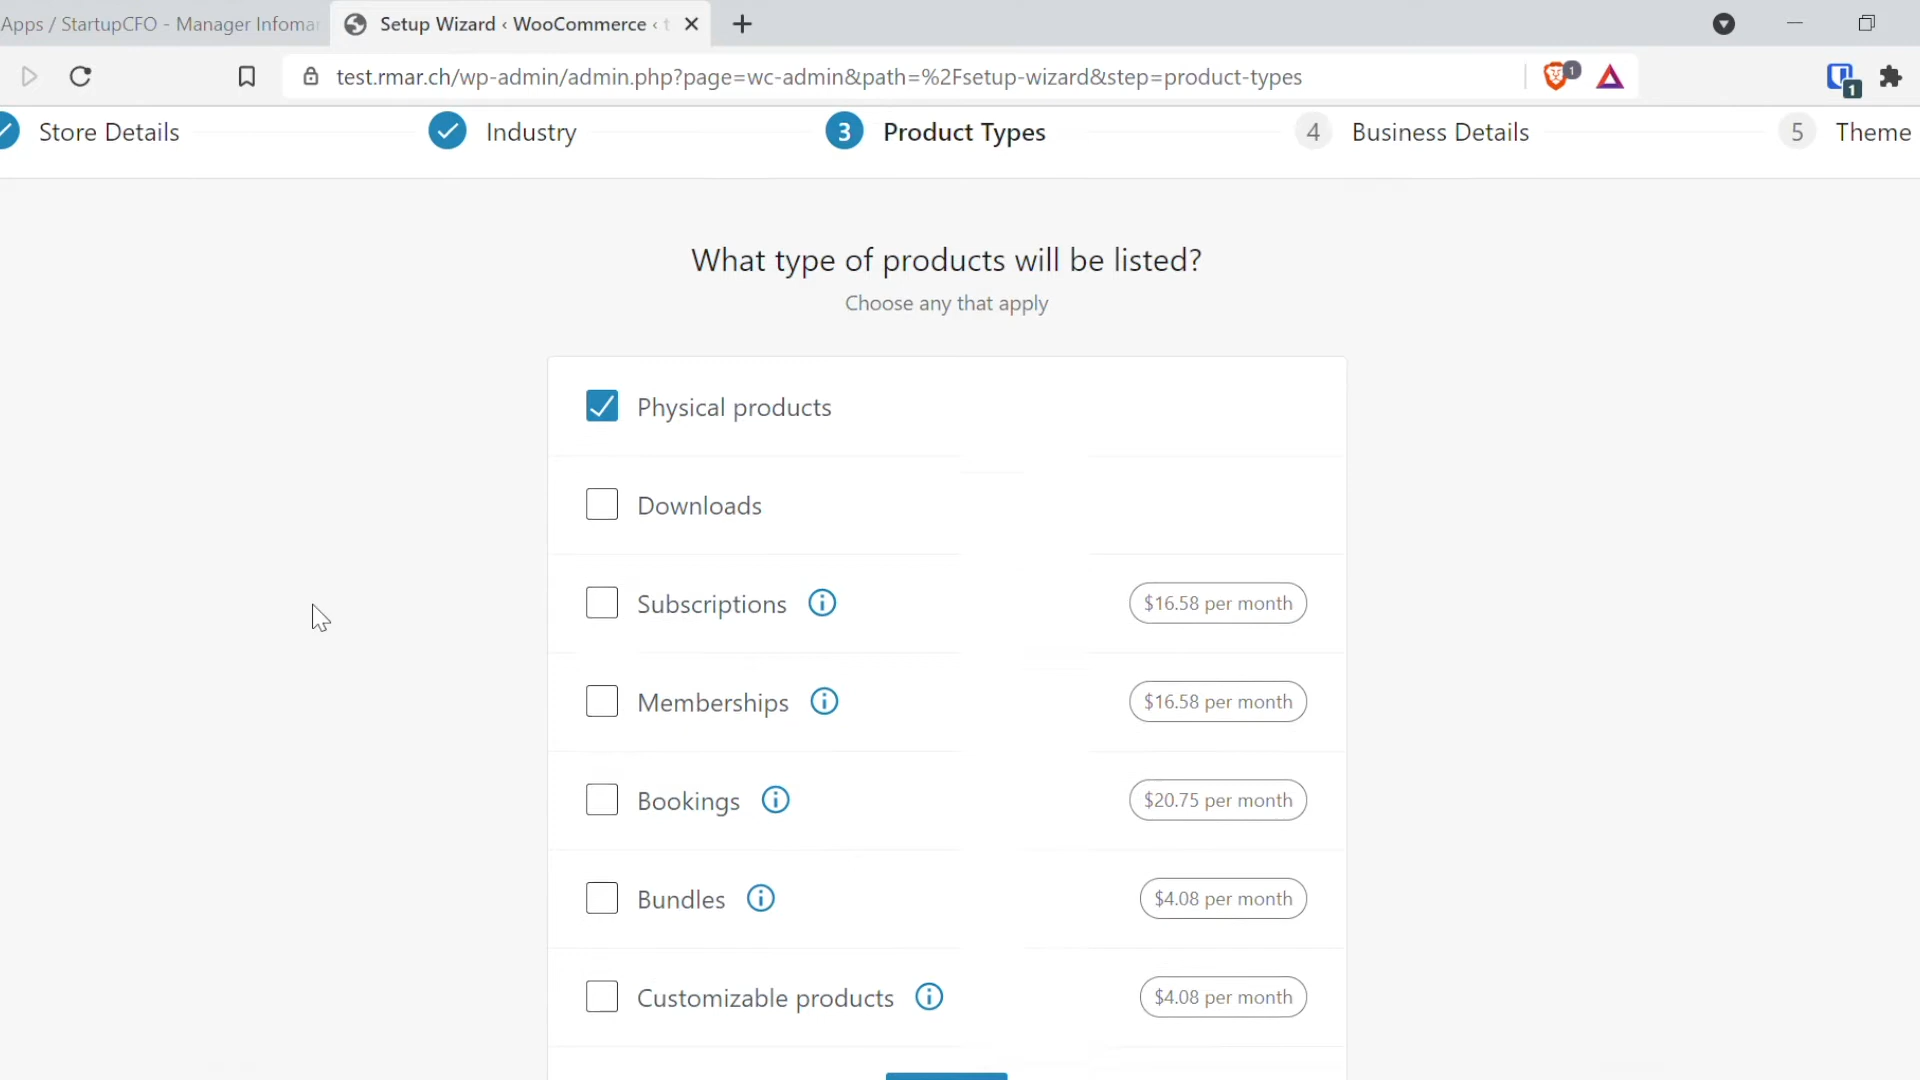 Apps / StartupCFO - Manager Infoma
Setup Wizard ‹ WooCommerce ‹ t
test.rmar.ch/wp-admin/admin.php?page=wc-admin&path=%2Fsetup-wizard&step=product-types
1
1
Store Details
Industry
3 Product Types
4 Business Details
5 Theme
What type of products will be listed?
Choose any that apply
Physical products
Downloads
Subscriptions $16.58 per month
Memberships $16.58 per month
Bookings $20.75 per month
Bundles $4.08 per month
Customizable products $4.08 per month